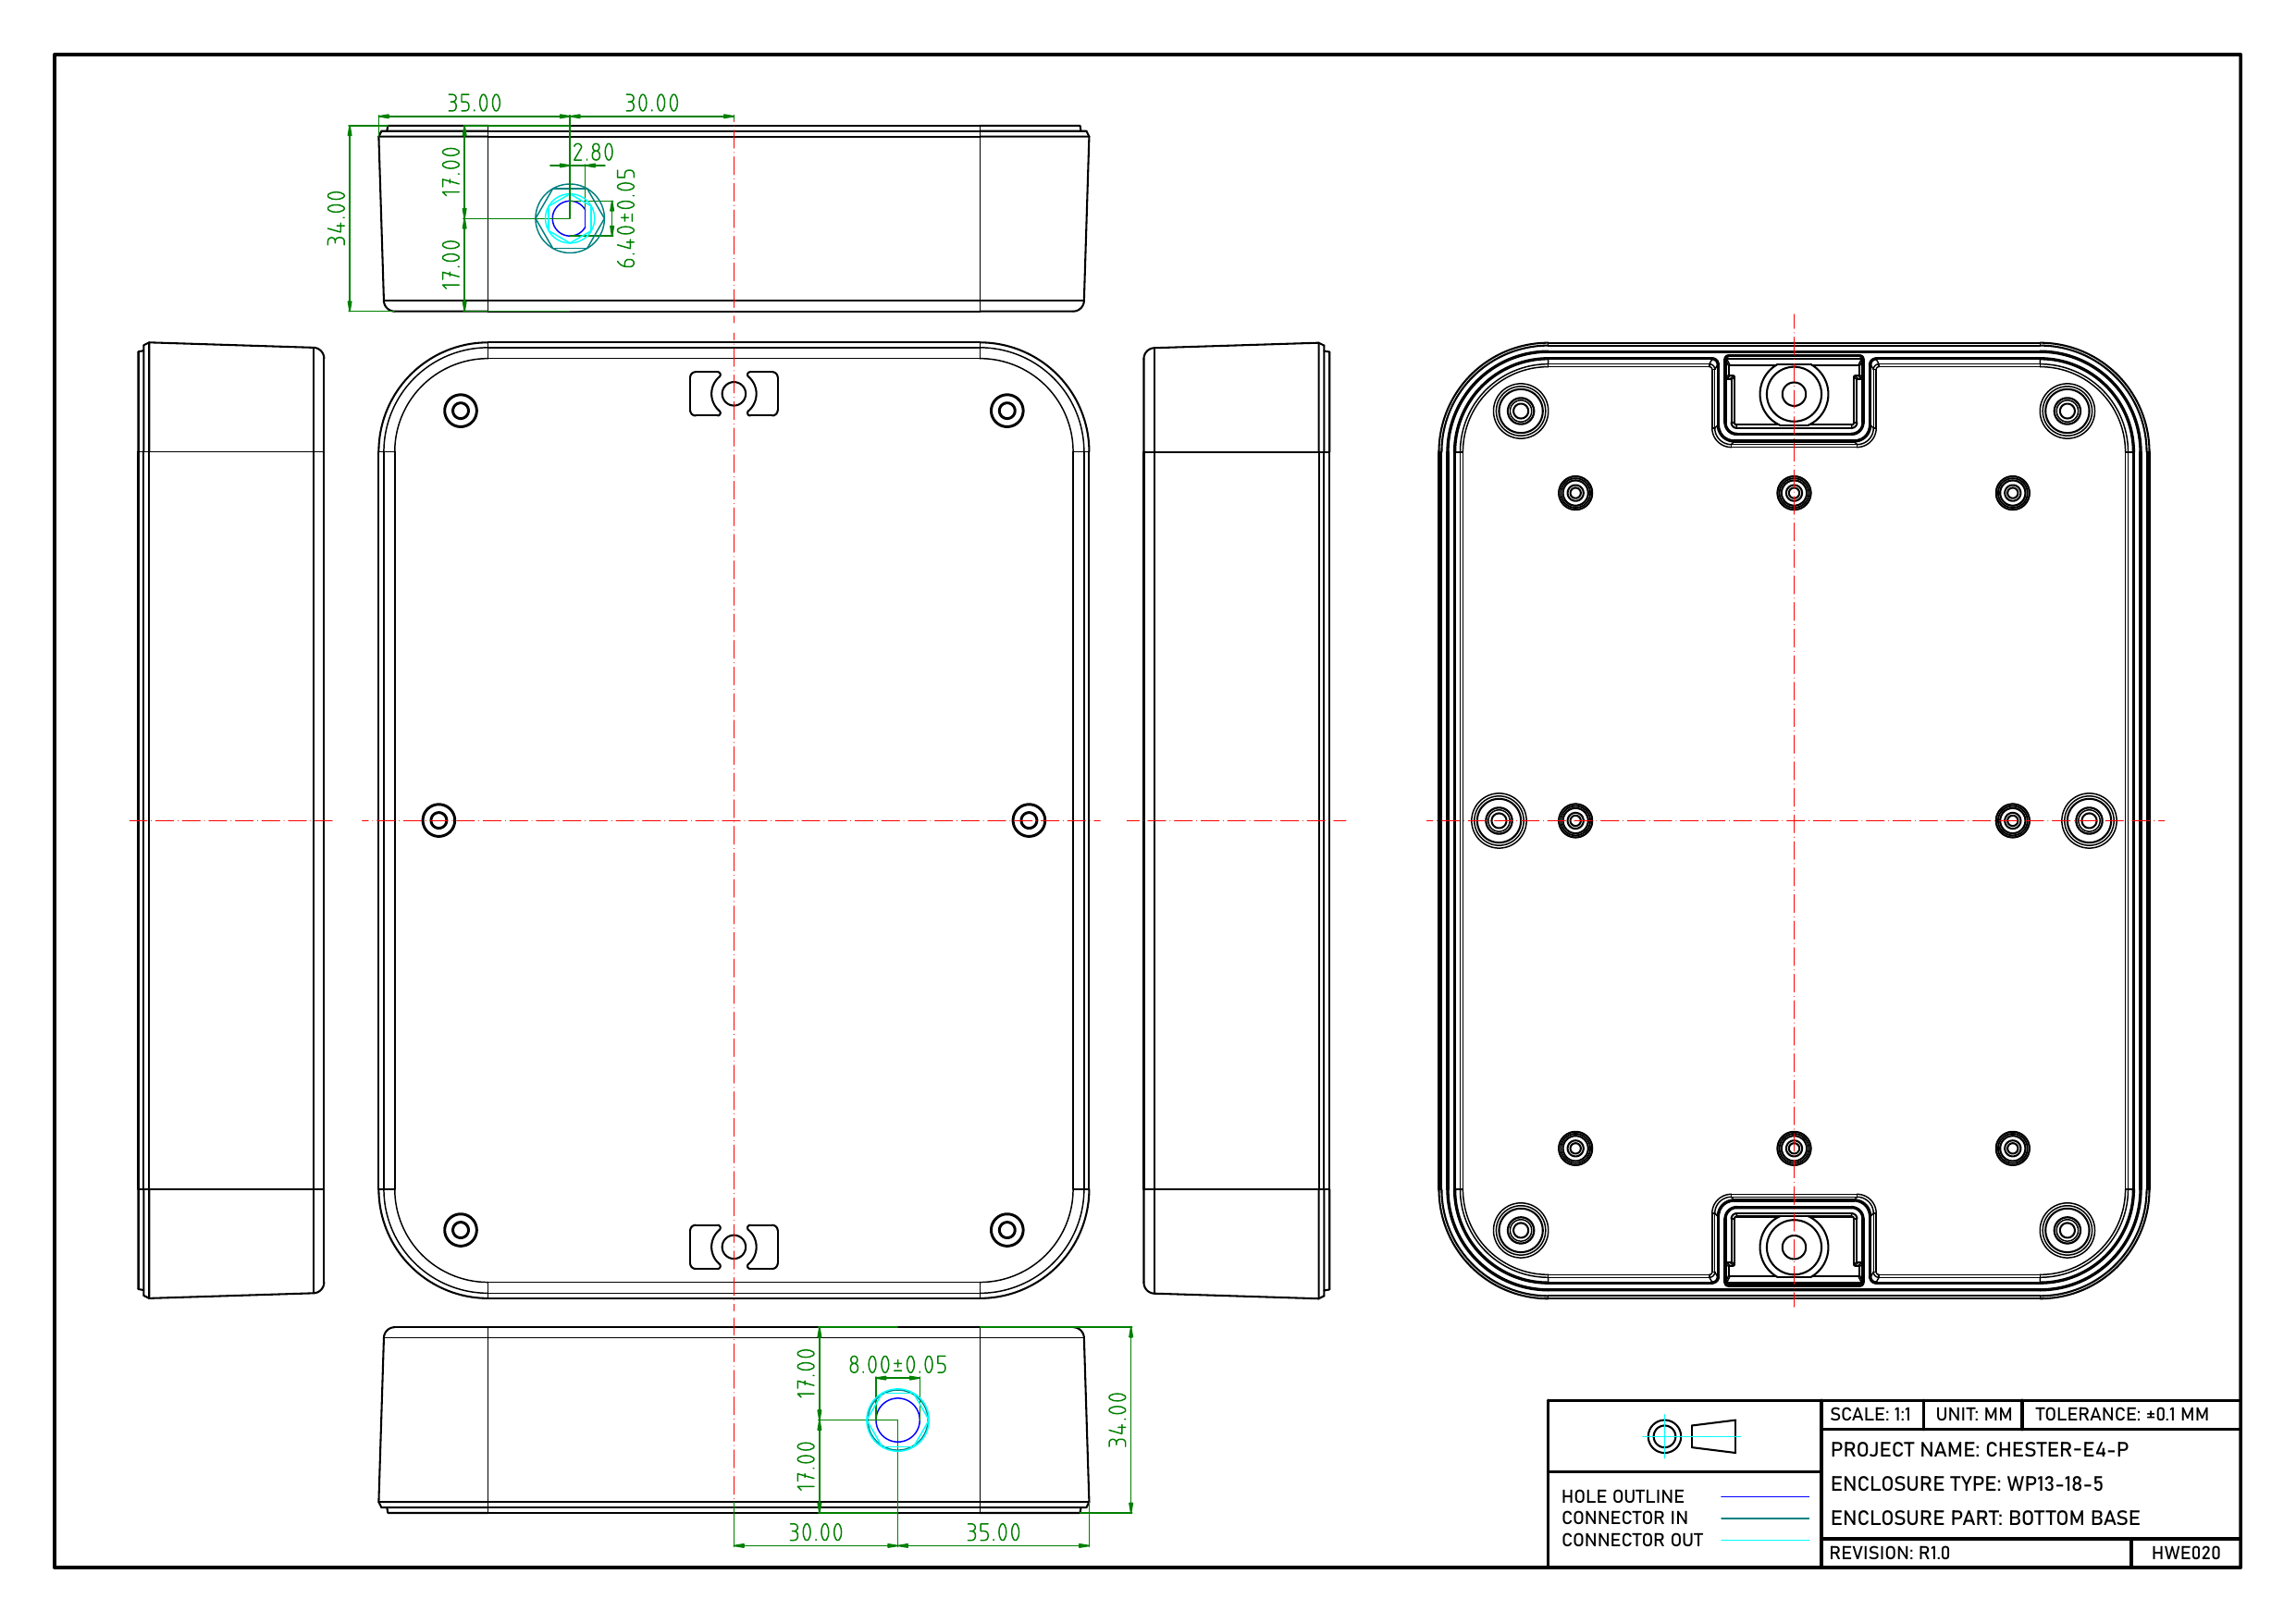 35.00 30.00
2.80
17.00
34.00
6.40±0.05
17.00
17.00
8.00±0.05
34.00
17.00
30.00 35.00
SCALE: 1:1 UNIT: MM TOLERANCE: ±0.1 MM
PROJECT NAME: CHESTER-E4-P
ENCLOSURE TYPE: WP13-18-5
HOLE OUTLINE
CONNECTOR IN
ENCLOSURE PART: BOTTOM BASE
CONNECTOR OUT
REVISION: R1.0 HWE020